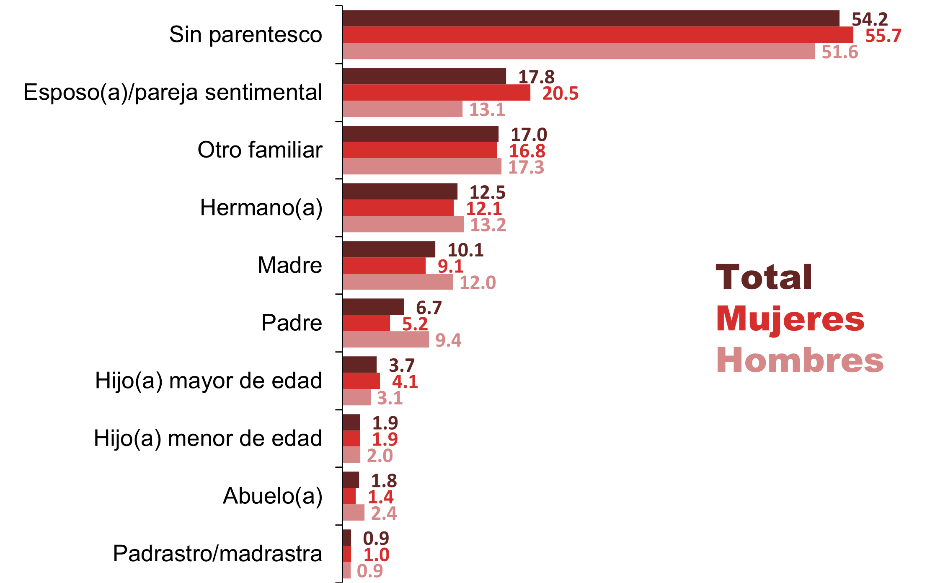 Sin parentesco
54.2
55.7
51.6
Esposo(a)/pareja sentimental
17.8
20.5
13.1
Otro familiar
17.0
16.8
17.3
Hermano(a)
12.5
12.1
13.2
Madre
10.1
9.1
12.0
Padre
6.7
5.2
9.4
Hijo(a) mayor de edad
3.7
4.1
3.1
Hijo(a) menor de edad
1.9
1.9
2.0
Abuelo(a)
1.8
1.4
2.4
Padrastro/madrastra
0.9
1.0
0.9
Total
Mujeres
Hombres